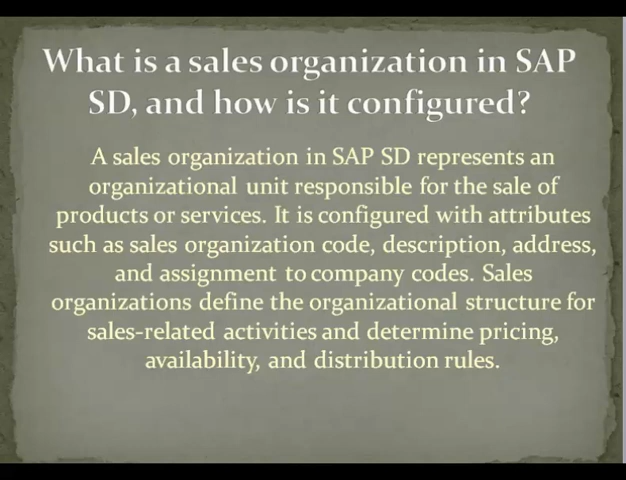 What is a sales organization in SAP
SD, and how is it configured?
A sales organization in SAP SD represents an
organizational unit responsible for the sale of
products or services. It is configured with attributes
such as sales organization code, description, address,
and assignment to company codes. Sales
organizations define the organizational structure for
sales-related activities and determine pricing,
availability, and distribution rules.